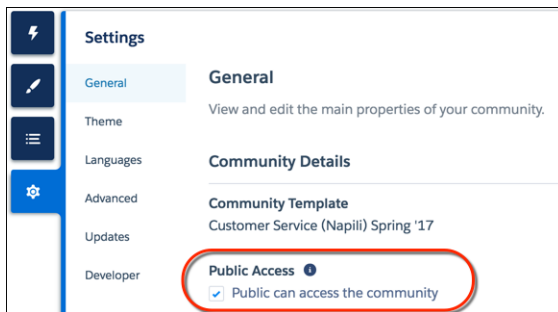 Settings
General
Theme
Languages
Advanced
Updates
Developer
General
View and edit the main properties of your community.
Community Details
Community Template
Customer Service (Napili) Spring '17
Public Access
Public can access the community